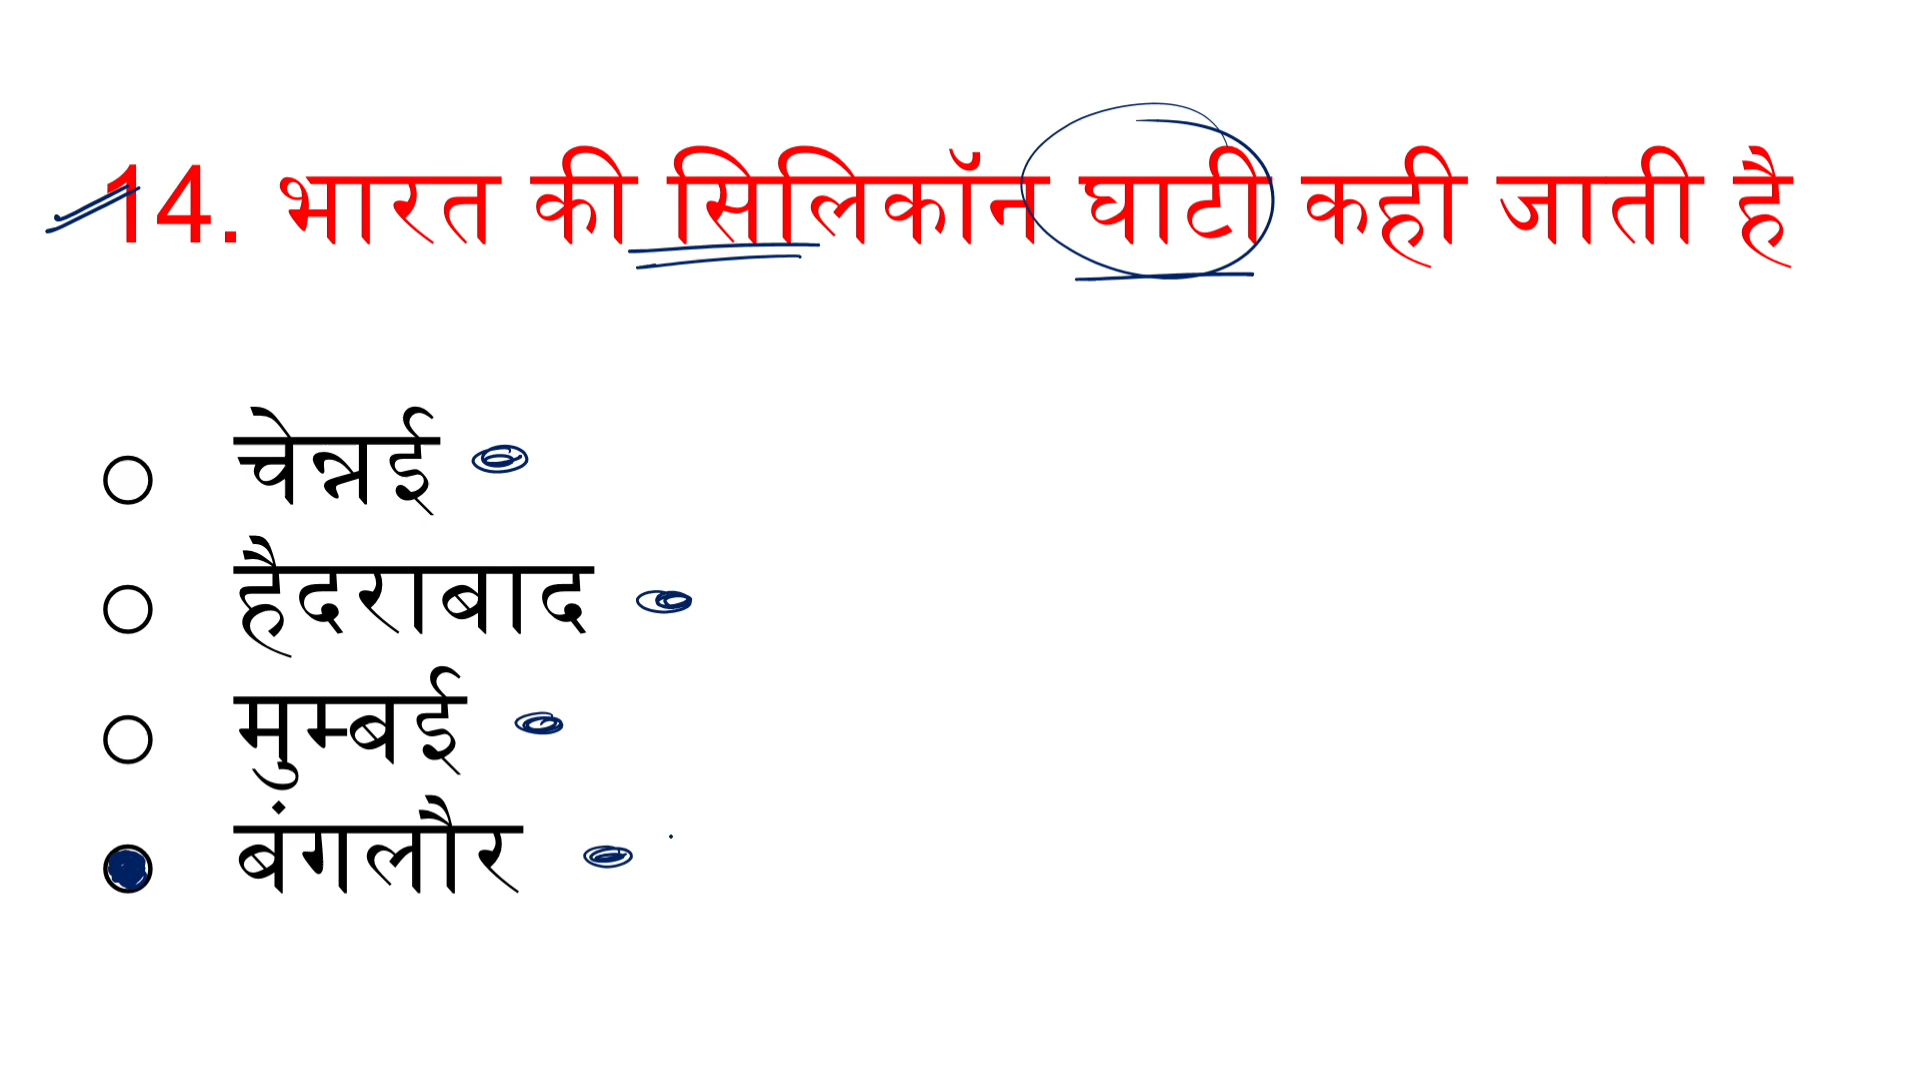 14. भारत की सिलिकॉन घाटी कही जाती है
चेन्नई
हैदराबाद
मुम्बई
बंगलौर